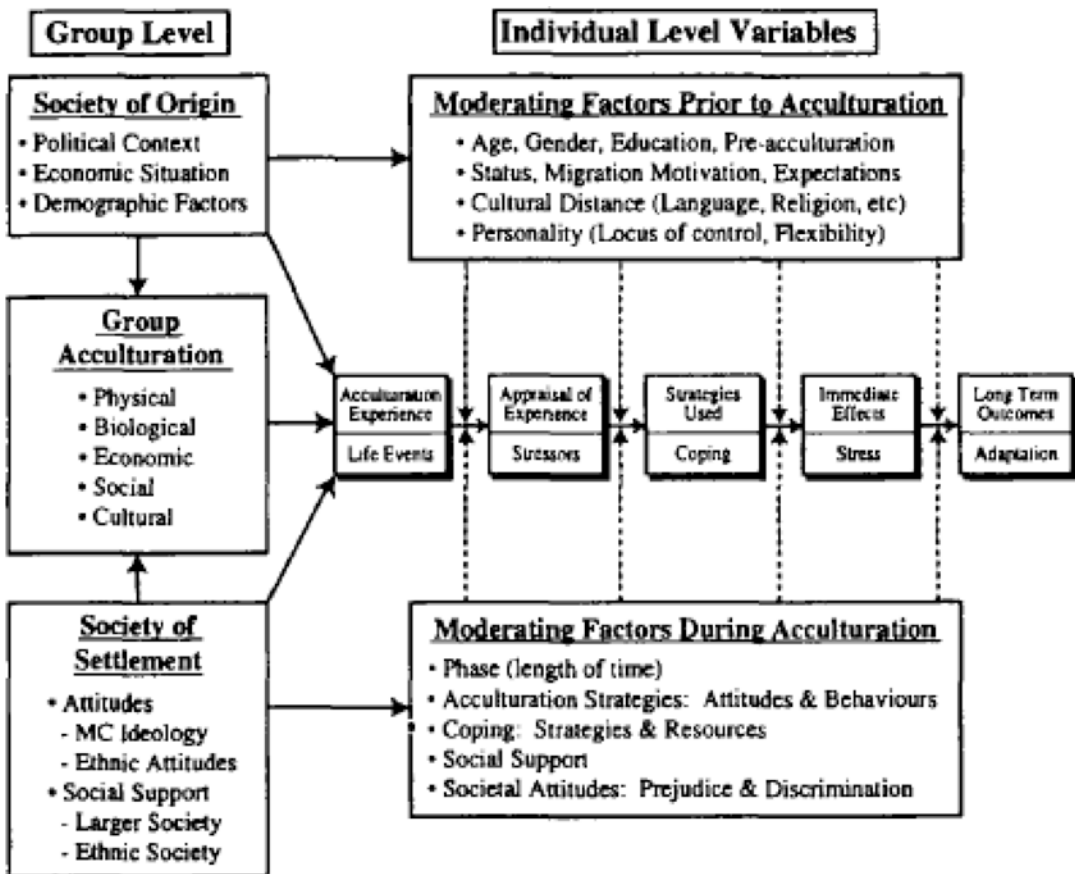 Group Level
Individual Level Variables
Society of Origin
• Political Context
• Economic Situation
• Demographic Factors
Moderating Factors Prior to Acculturation
• Age, Gender, Education, Pre-acculturation
• Status, Migration Motivation, Expectations
• Cultural Distance (Language, Religion, etc)
• Personality (Locus of control, Flexibility)
Group
Acculturation
• Physical
• Biological
• Economic
• Social
• Cultural
Acculturation
Experience
Life Events
Appraisal of
Experience
Stressors
Strategies
Used
Coping
Immediate
Effects
Stress
Long Term
Outcomes
Adaptation
Society of
Settlement
• Attitudes
- MC Ideology
- Ethnic Attitudes
• Social Support
- Larger Society
- Ethnic Society
Moderating Factors During Acculturation
• Phase (length of time)
• Acculturation Strategies: Attitudes & Behaviours
• Coping: Strategies & Resources
• Social Support
• Societal Attitudes: Prejudice & Discrimination